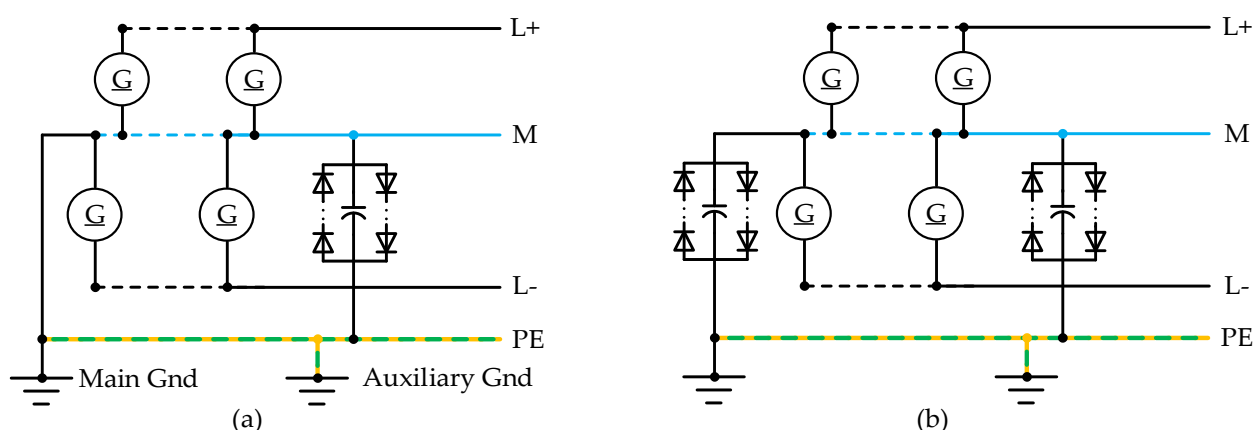 L+
G G
M
G G
L-
PE
Main Gnd Auxiliary Gnd
(a)
L+
G G
M
G G
L-
PE
(b)